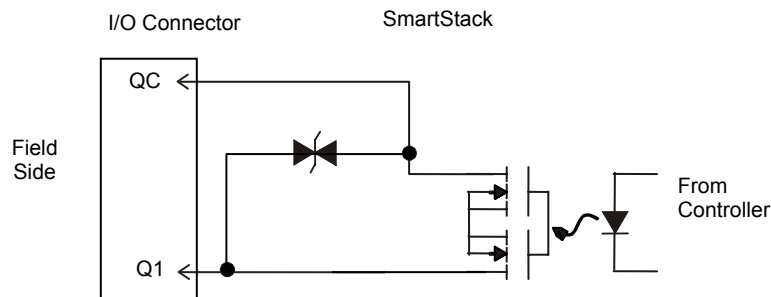 I/O Connector
SmartStack
QC
Field
Side
From
Controller
Q1